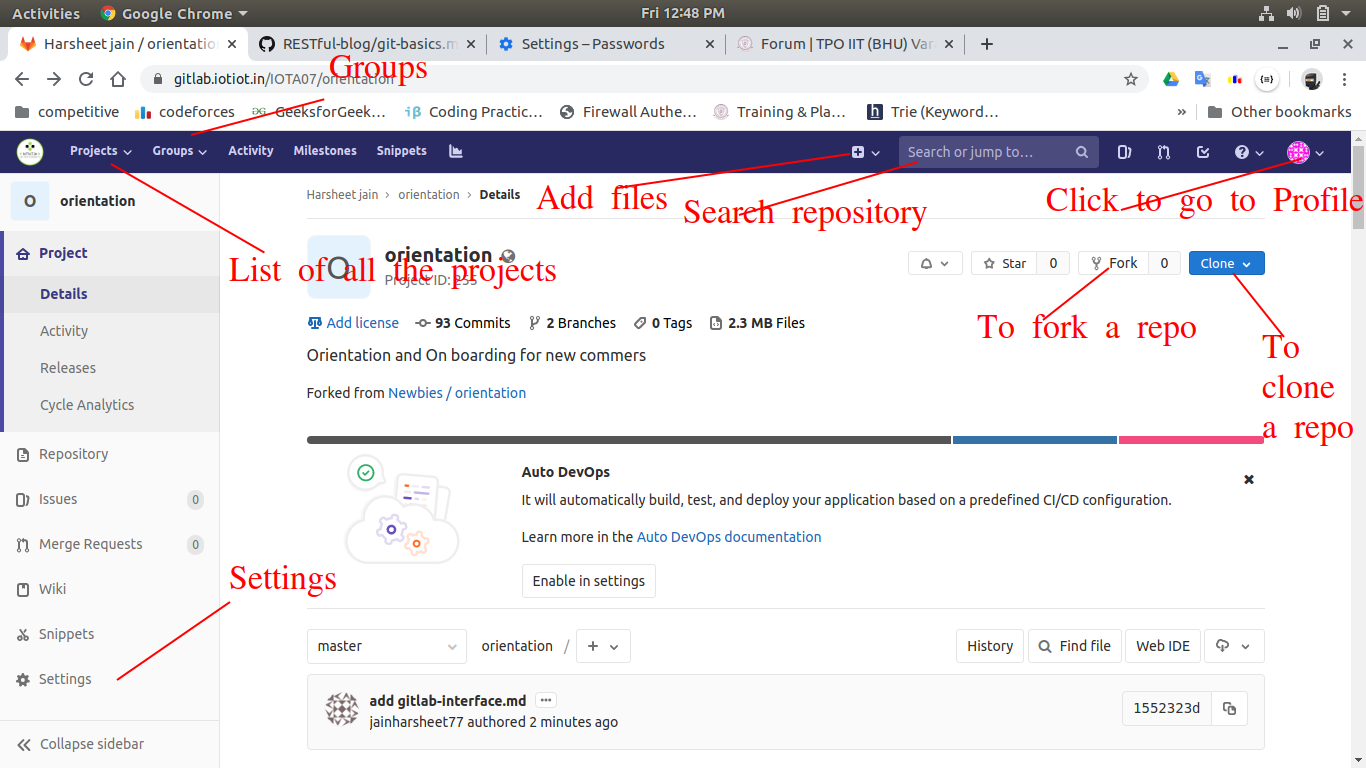 Activities Google Chrome Fri 12:48 PM
Harsheet jain / orientatio RESTful-blog/git-basics.m Settings – Passwords Forum | TPO IIT (BHU) Var
Groups
gitlab.iotiot.in/IOTA07/orientation
competitive codeforces GeeksforGeek… Coding Practic… Firewall Authe… Training & Pla… Trie (Keyword… » Other bookmarks
Projects Groups Activity Milestones Snippets Search or jump to…
O orientation
Harsheet jain > orientation > Details
Add files Search repository Click to go to Profile
Project
orientation
O
List of all the projects
Project ID: 255
Star 0 Fork 0 Clone
Details
Activity
Releases
Cycle Analytics
Add license 93 Commits 2 Branches 0 Tags 2.3 MB Files
To fork a repo
To
clone
a repo
Orientation and On boarding for new commers
Forked from Newbies / orientation
Repository
Issues 0
Merge Requests 0
Wiki
Snippets
Settings
Settings
Collapse sidebar
Auto DevOps
It will automatically build, test, and deploy your application based on a predefined CI/CD configuration.
Learn more in the Auto DevOps documentation
Enable in settings
master orientation / + History Find file Web IDE
add gitlab-interface.md
jainharsheet77 authored 2 minutes ago
1552323d